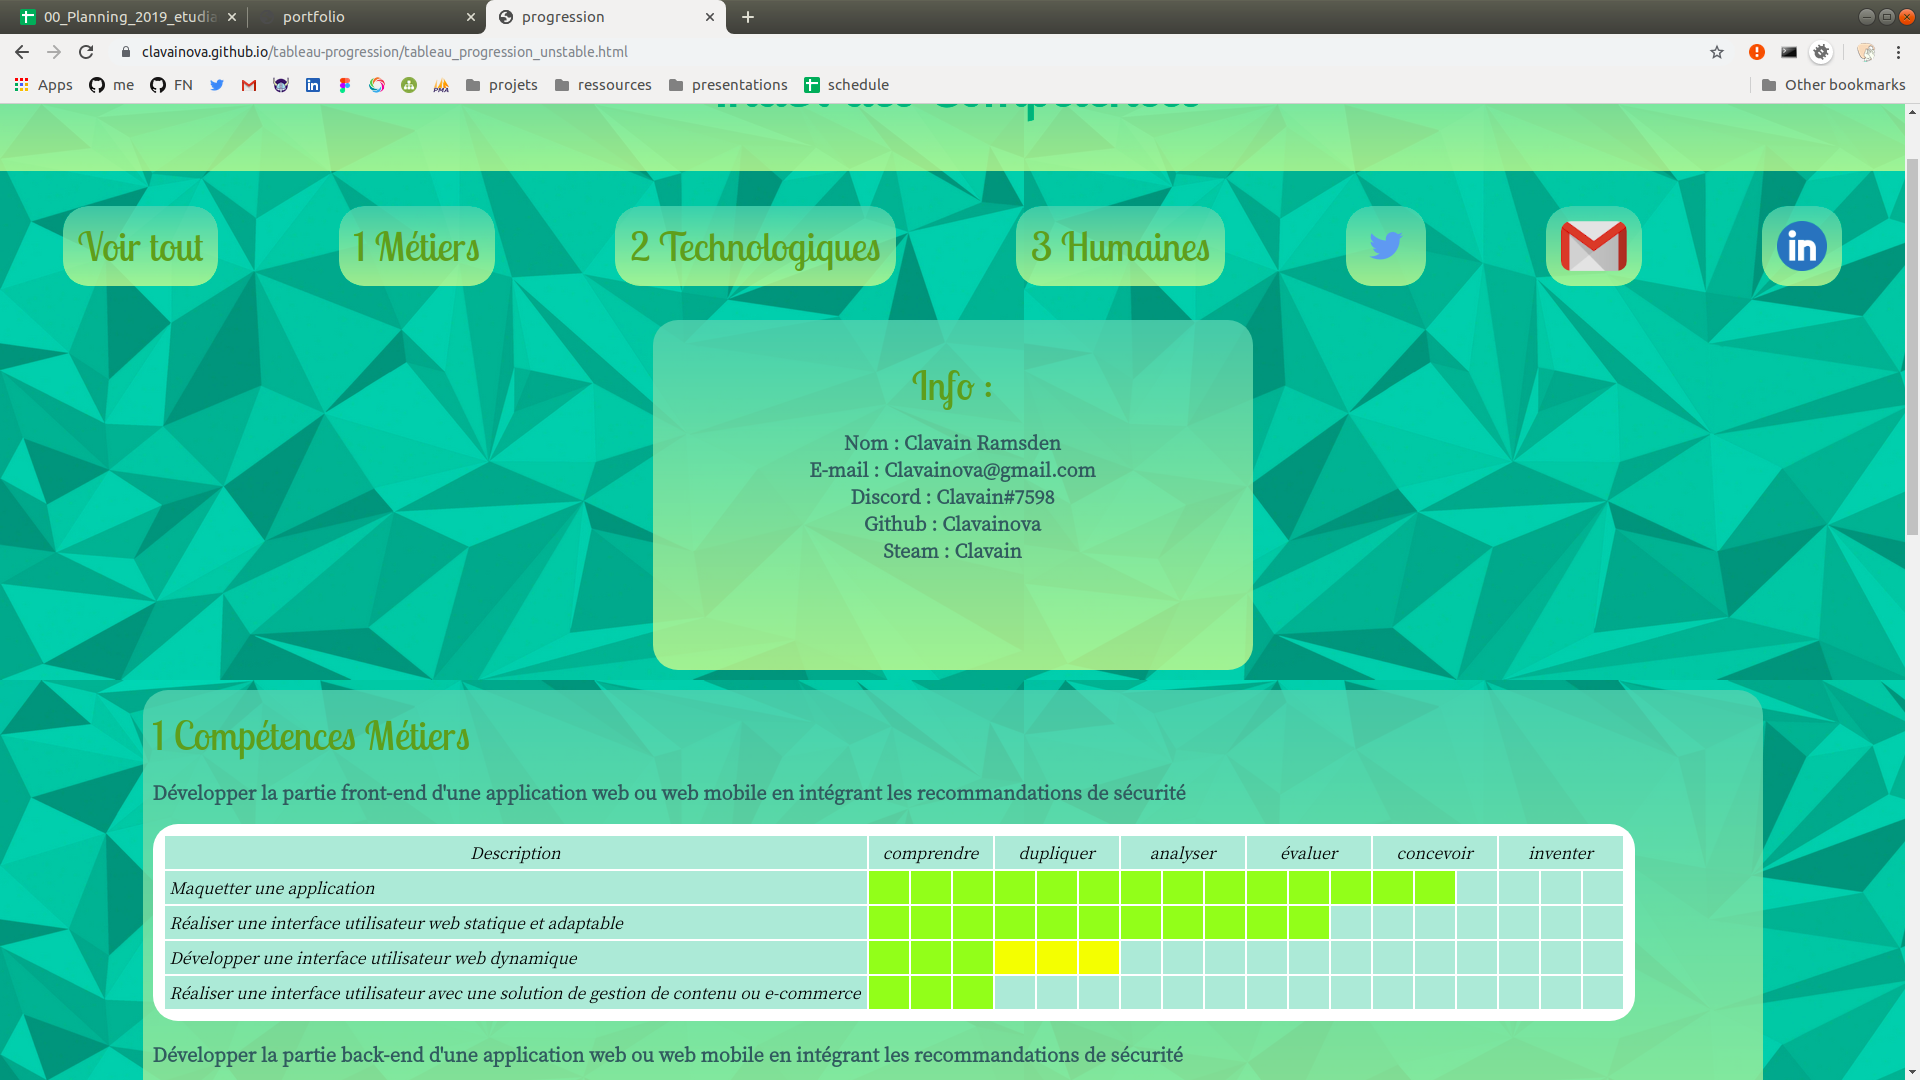 00_Planning_2019_etudia
portfolio
progression
clavainova.github.io/tableau-progression/tableau_progression_unstable.html
Apps
me
FN
projets
ressources
presentations
schedule
Other bookmarks
Voir tout
1 Métiers
2 Technologiques
3 Humaines
in
Info :
Nom : Clavain Ramsden
E-mail : Clavainova@gmail.com
Discord : Clavain#7598
Github : Clavainova
Steam : Clavain
1 Compétences Métiers
Développer la partie front-end d'une application web ou web mobile en intégrant les recommandations de sécurité
Description comprendre dupliquer analyser évaluer concevoir inventer
Maquetter une application
Réaliser une interface utilisateur web statique et adaptable
Développer une interface utilisateur web dynamique
Réaliser une interface utilisateur avec une solution de gestion de contenu ou e-commerce
Développer la partie back-end d'une application web ou web mobile en intégrant les recommandations de sécurité